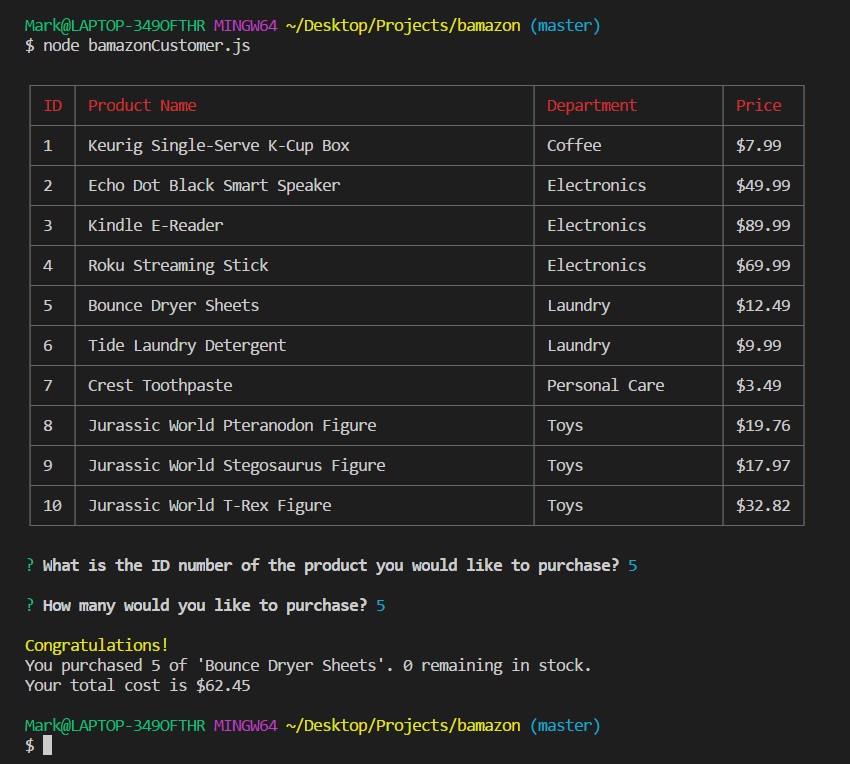 Mark@LAPTOP-349OFTHR MINGW64 ~/Desktop/Projects/bamazon (master)
$ node bamazonCustomer.js
ID Product Name Department Price
1 Keurig Single-Serve K-Cup Box Coffee $7.99
2 Echo Dot Black Smart Speaker Electronics $49.99
3 Kindle E-Reader Electronics $89.99
4 Roku Streaming Stick Electronics $69.99
5 Bounce Dryer Sheets Laundry $12.49
6 Tide Laundry Detergent Laundry $9.99
7 Crest Toothpaste Personal Care $3.49
8 Jurassic World Pteranodon Figure Toys $19.76
9 Jurassic World Stegosaurus Figure Toys $17.97
10 Jurassic World T-Rex Figure Toys $32.82
? What is the ID number of the product you would like to purchase? 5
? How many would you like to purchase? 5
Congratulations!
You purchased 5 of 'Bounce Dryer Sheets'. 0 remaining in stock.
Your total cost is $62.45
Mark@LAPTOP-349OFTHR MINGW64 ~/Desktop/Projects/bamazon (master)
$